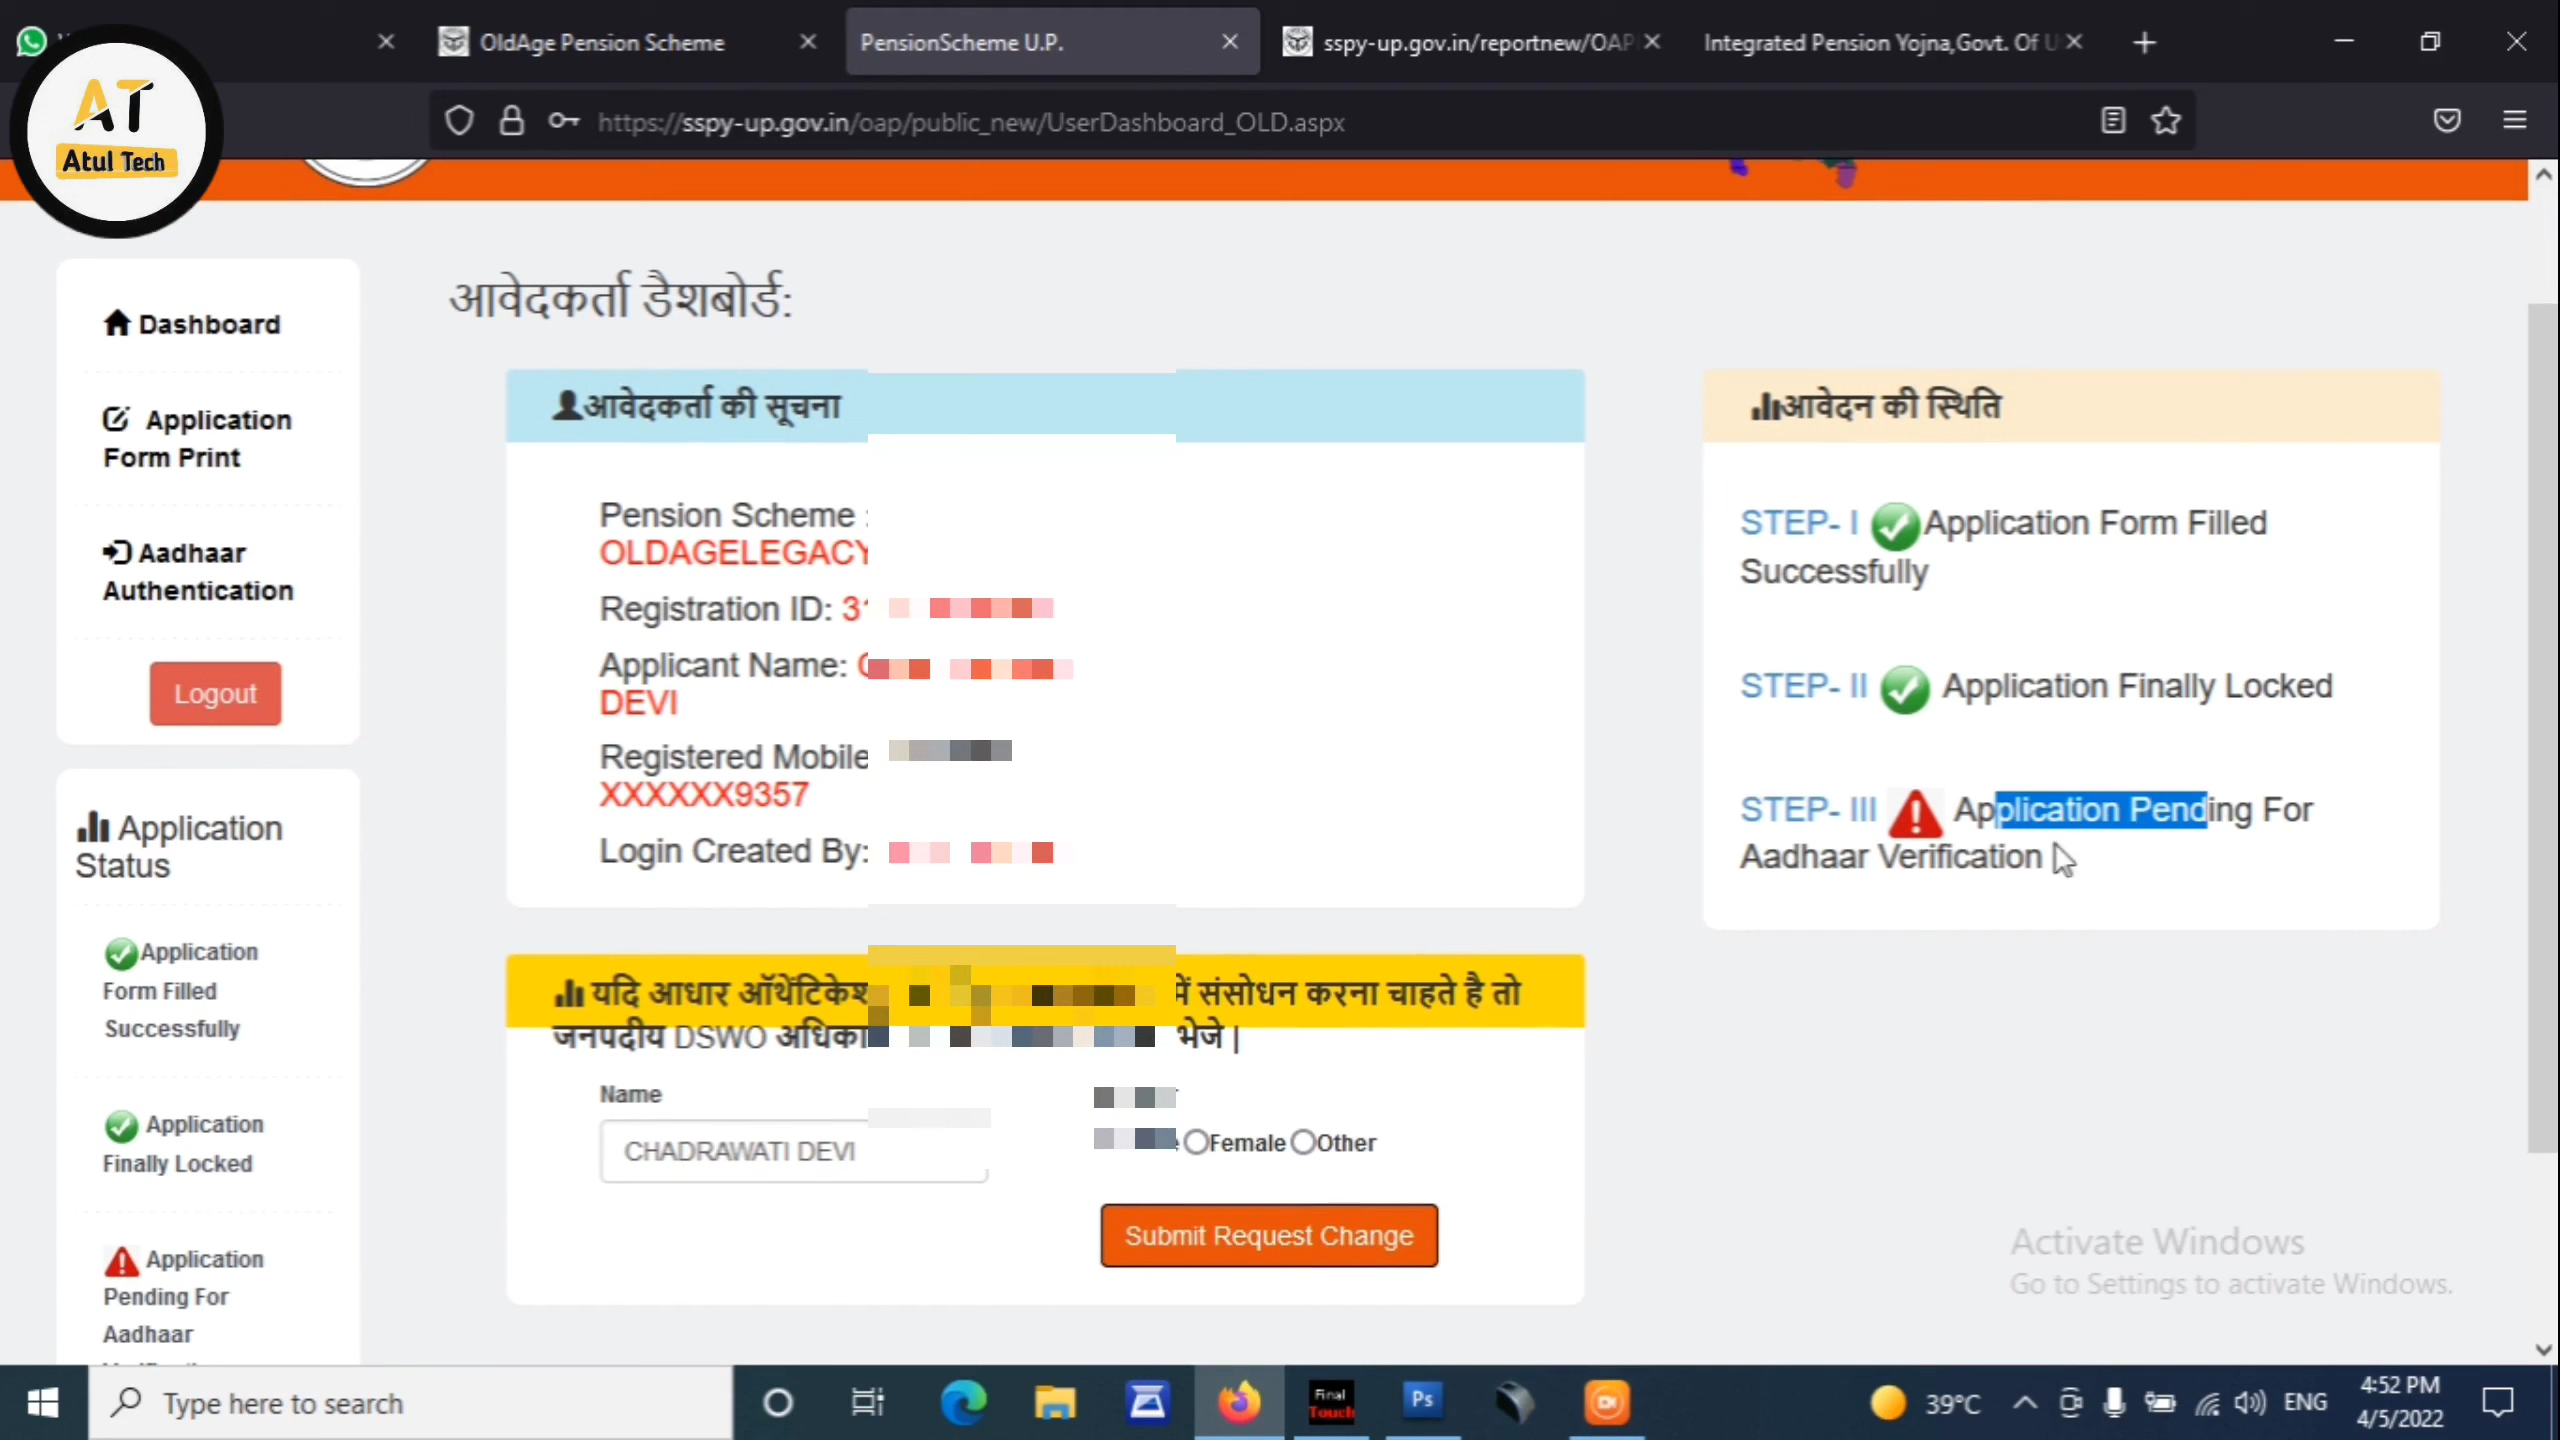 OldAge Pension Scheme
PensionScheme U.P.
sspy-up.gov.in/reportnew/OAP
Integrated Pension Yojna,Govt. Of U
AT
Atul Tech
https://sspy-up.gov.in/oap/public_new/UserDashboard_OLD.aspx
Dashboard
Application
Form Print
Aadhaar
Authentication
Logout
Application
Status
Application
Form Filled
Successfully
Application
Finally Locked
Application
Pending For
Aadhaar
आवेदकर्ता डैशबोर्ड:
आवेदकर्ता की सूचना
Pension Scheme :
OLDAGELEGACY
Registration ID:
Applicant Name:
DEVI
Registered Mobile
XXXXXX9357
Login Created By:
यदि आधार ऑथेंटिकेश में संसोधन करना चाहते है तो
जनपदीय DSWO अधिका भेजे |
Name
CHADRAWATI DEVI
Female Other
Submit Request Change
आवेदन की स्थिति
STEP- I Application Form Filled
Successfully
STEP- II Application Finally Locked
STEP- III Application Pending For
Aadhaar Verification
Activate Windows
Go to Settings to activate Windows.
Type here to search
Final
Touch
Ps
39°C
ENG
4:52 PM
4/5/2022